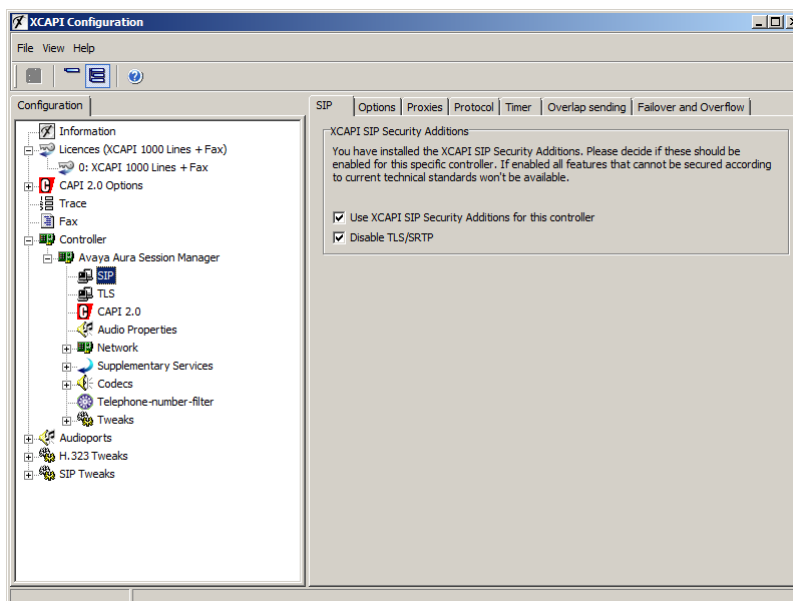 XCAPI Configuration
File View Help
Configuration
Information
Licences (XCAPI 1000 Lines + Fax)
0: XCAPI 1000 Lines + Fax
CAPI 2.0 Options
Trace
Fax
Controller
Avaya Aura Session Manager
SIP
TLS
CAPI 2.0
Audio Properties
Network
Supplementary Services
Codecs
Telephone-number-filter
Tweaks
Audioports
H.323 Tweaks
SIP Tweaks
SIP Options Proxies Protocol Timer Overlap sending Failover and Overflow
XCAPI SIP Security Additions
You have installed the XCAPI SIP Security Additions. Please decide if these should be
enabled for this specific controller. If enabled all features that cannot be secured according
to current technical standards won't be available.
Use XCAPI SIP Security Additions for this controller
Disable TLS/SRTP